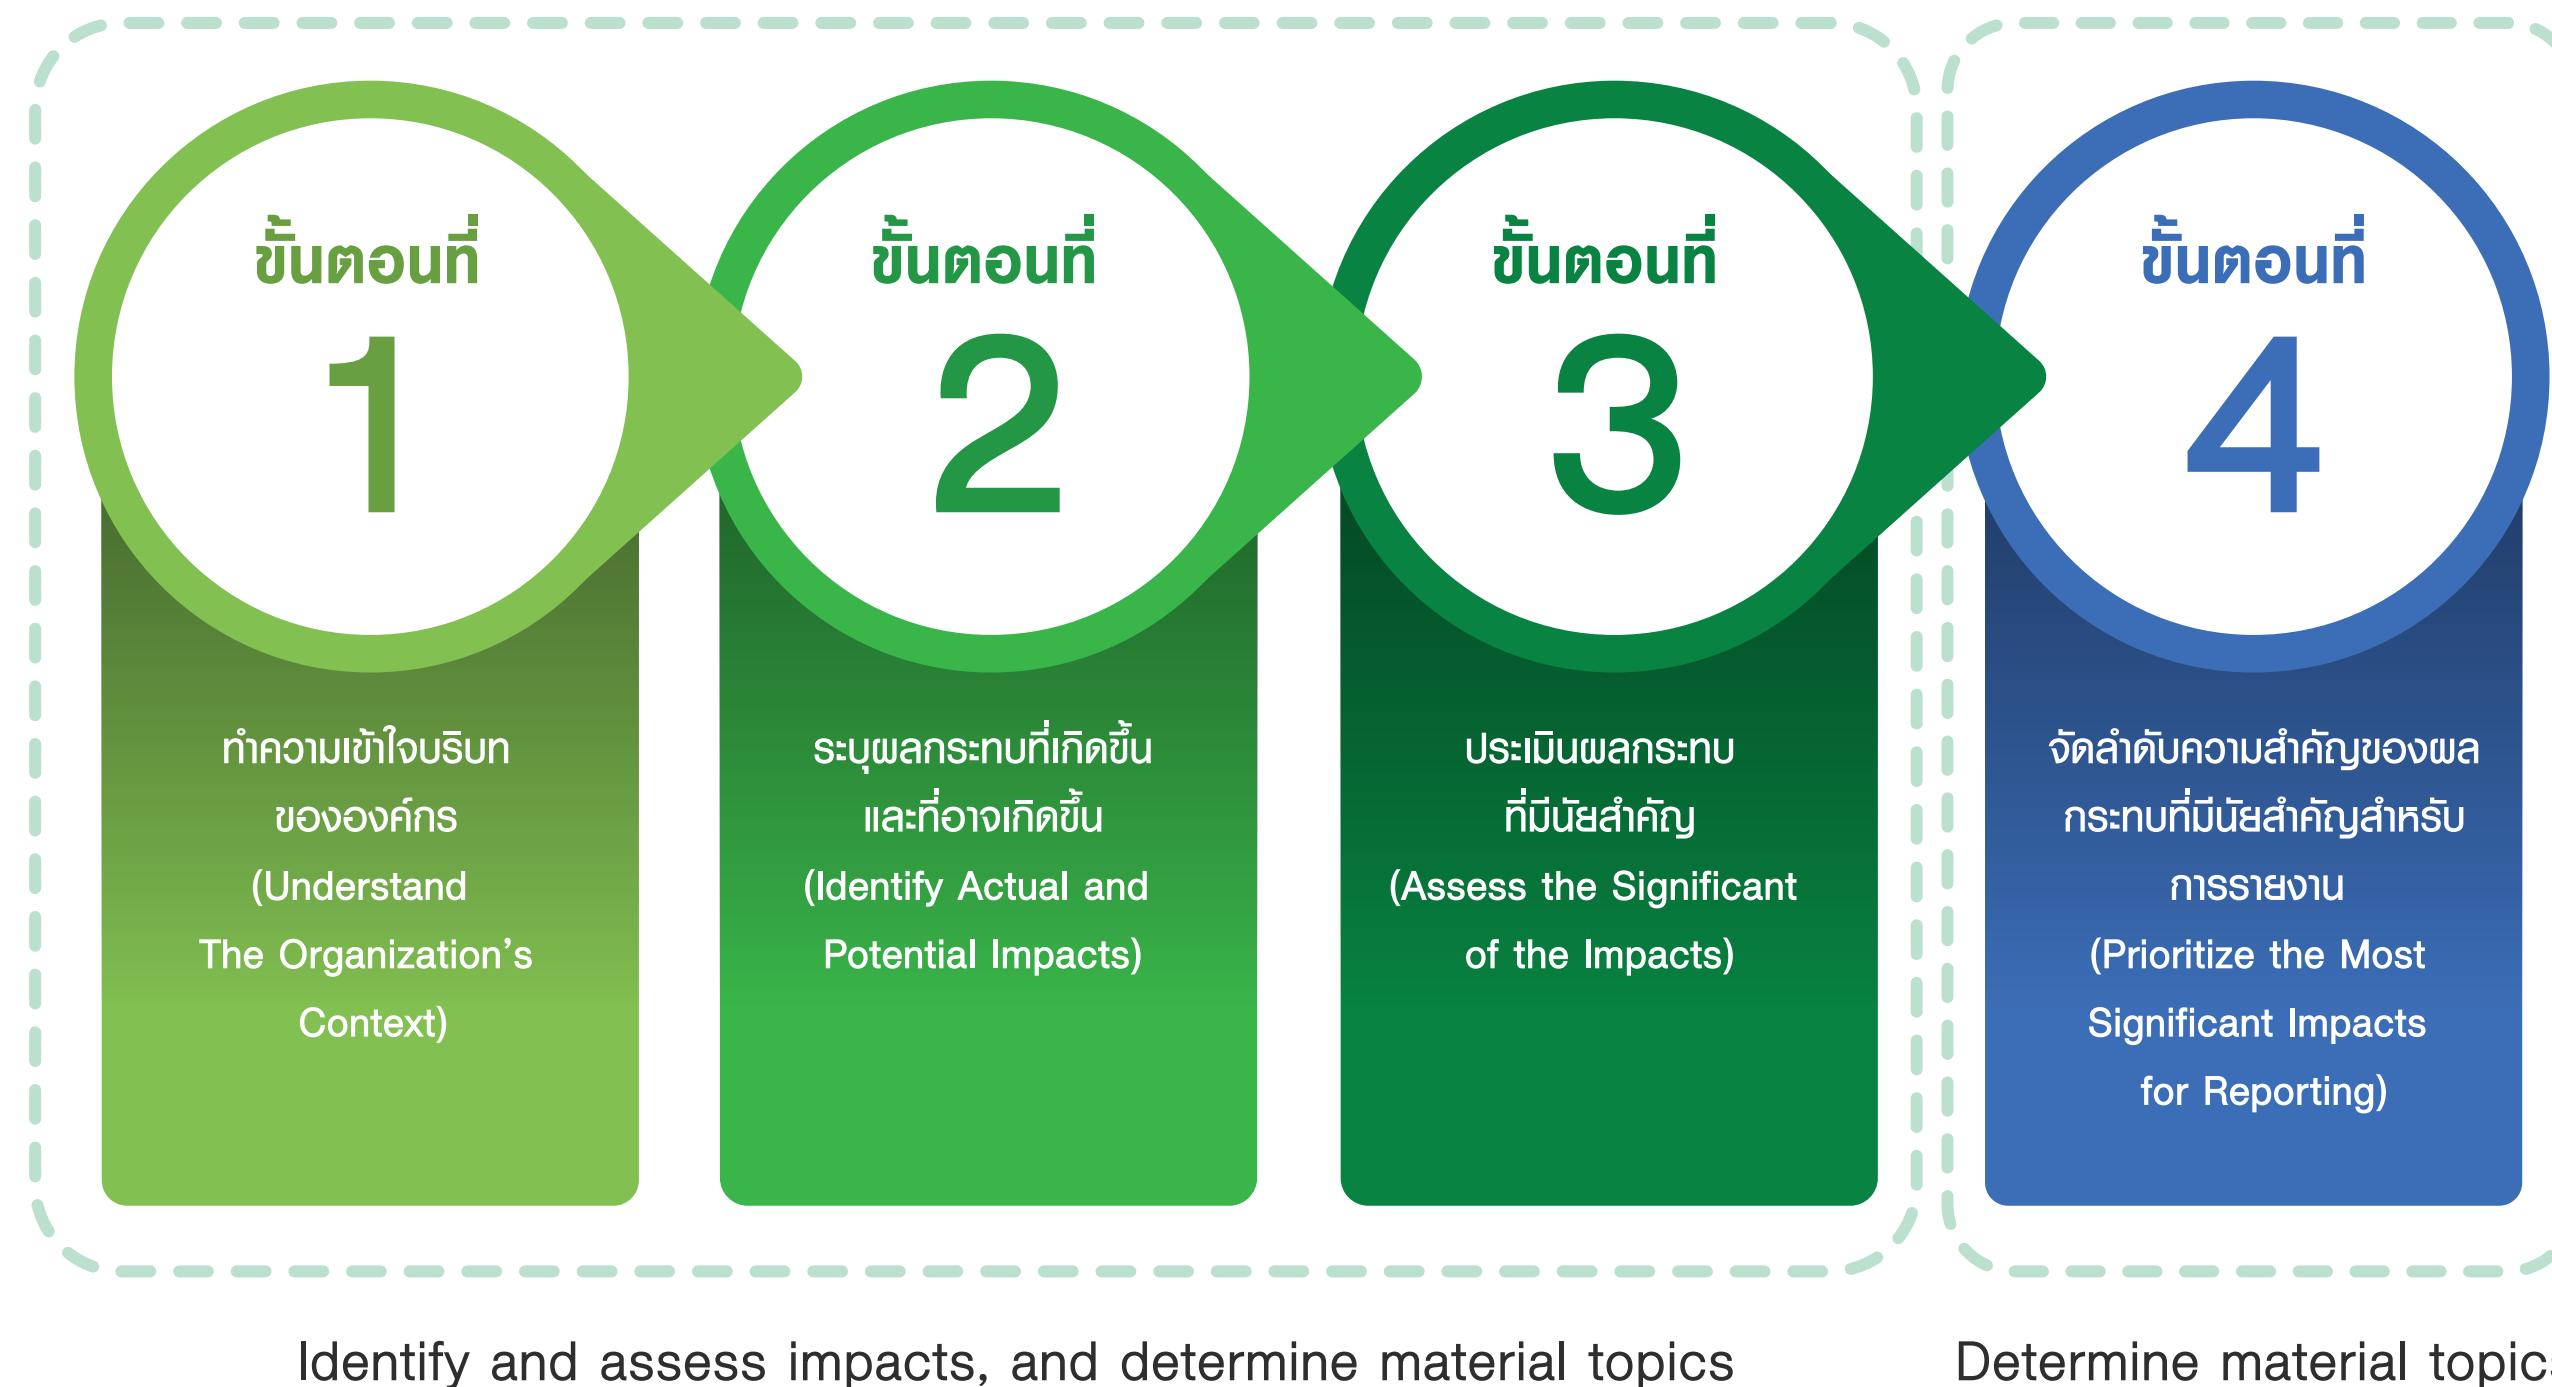 ขั้นตอนที่
1
ทำความเข้าใจบริบท
ขององค์กร
(Understand
The Organization's
Context)
ขั้นตอนที่
2
ระบุผลกระทบที่เกิดขึ้น
และที่อาจเกิดขึ้น
(Identify Actual and
Potential Impacts)
ขั้นตอนที่
3
ประเมินผลกระทบ
ที่มีนัยสำคัญ
(Assess the Significant
of the Impacts)
ขั้นตอนที่
4
จัดลำดับความสำคัญของผล
กระทบที่มีนัยสำคัญสำหรับ
การรายงาน
(Prioritize the Most
Significant Impacts
for Reporting)
Identify and assess impacts, and determine material topics
Determine material topics